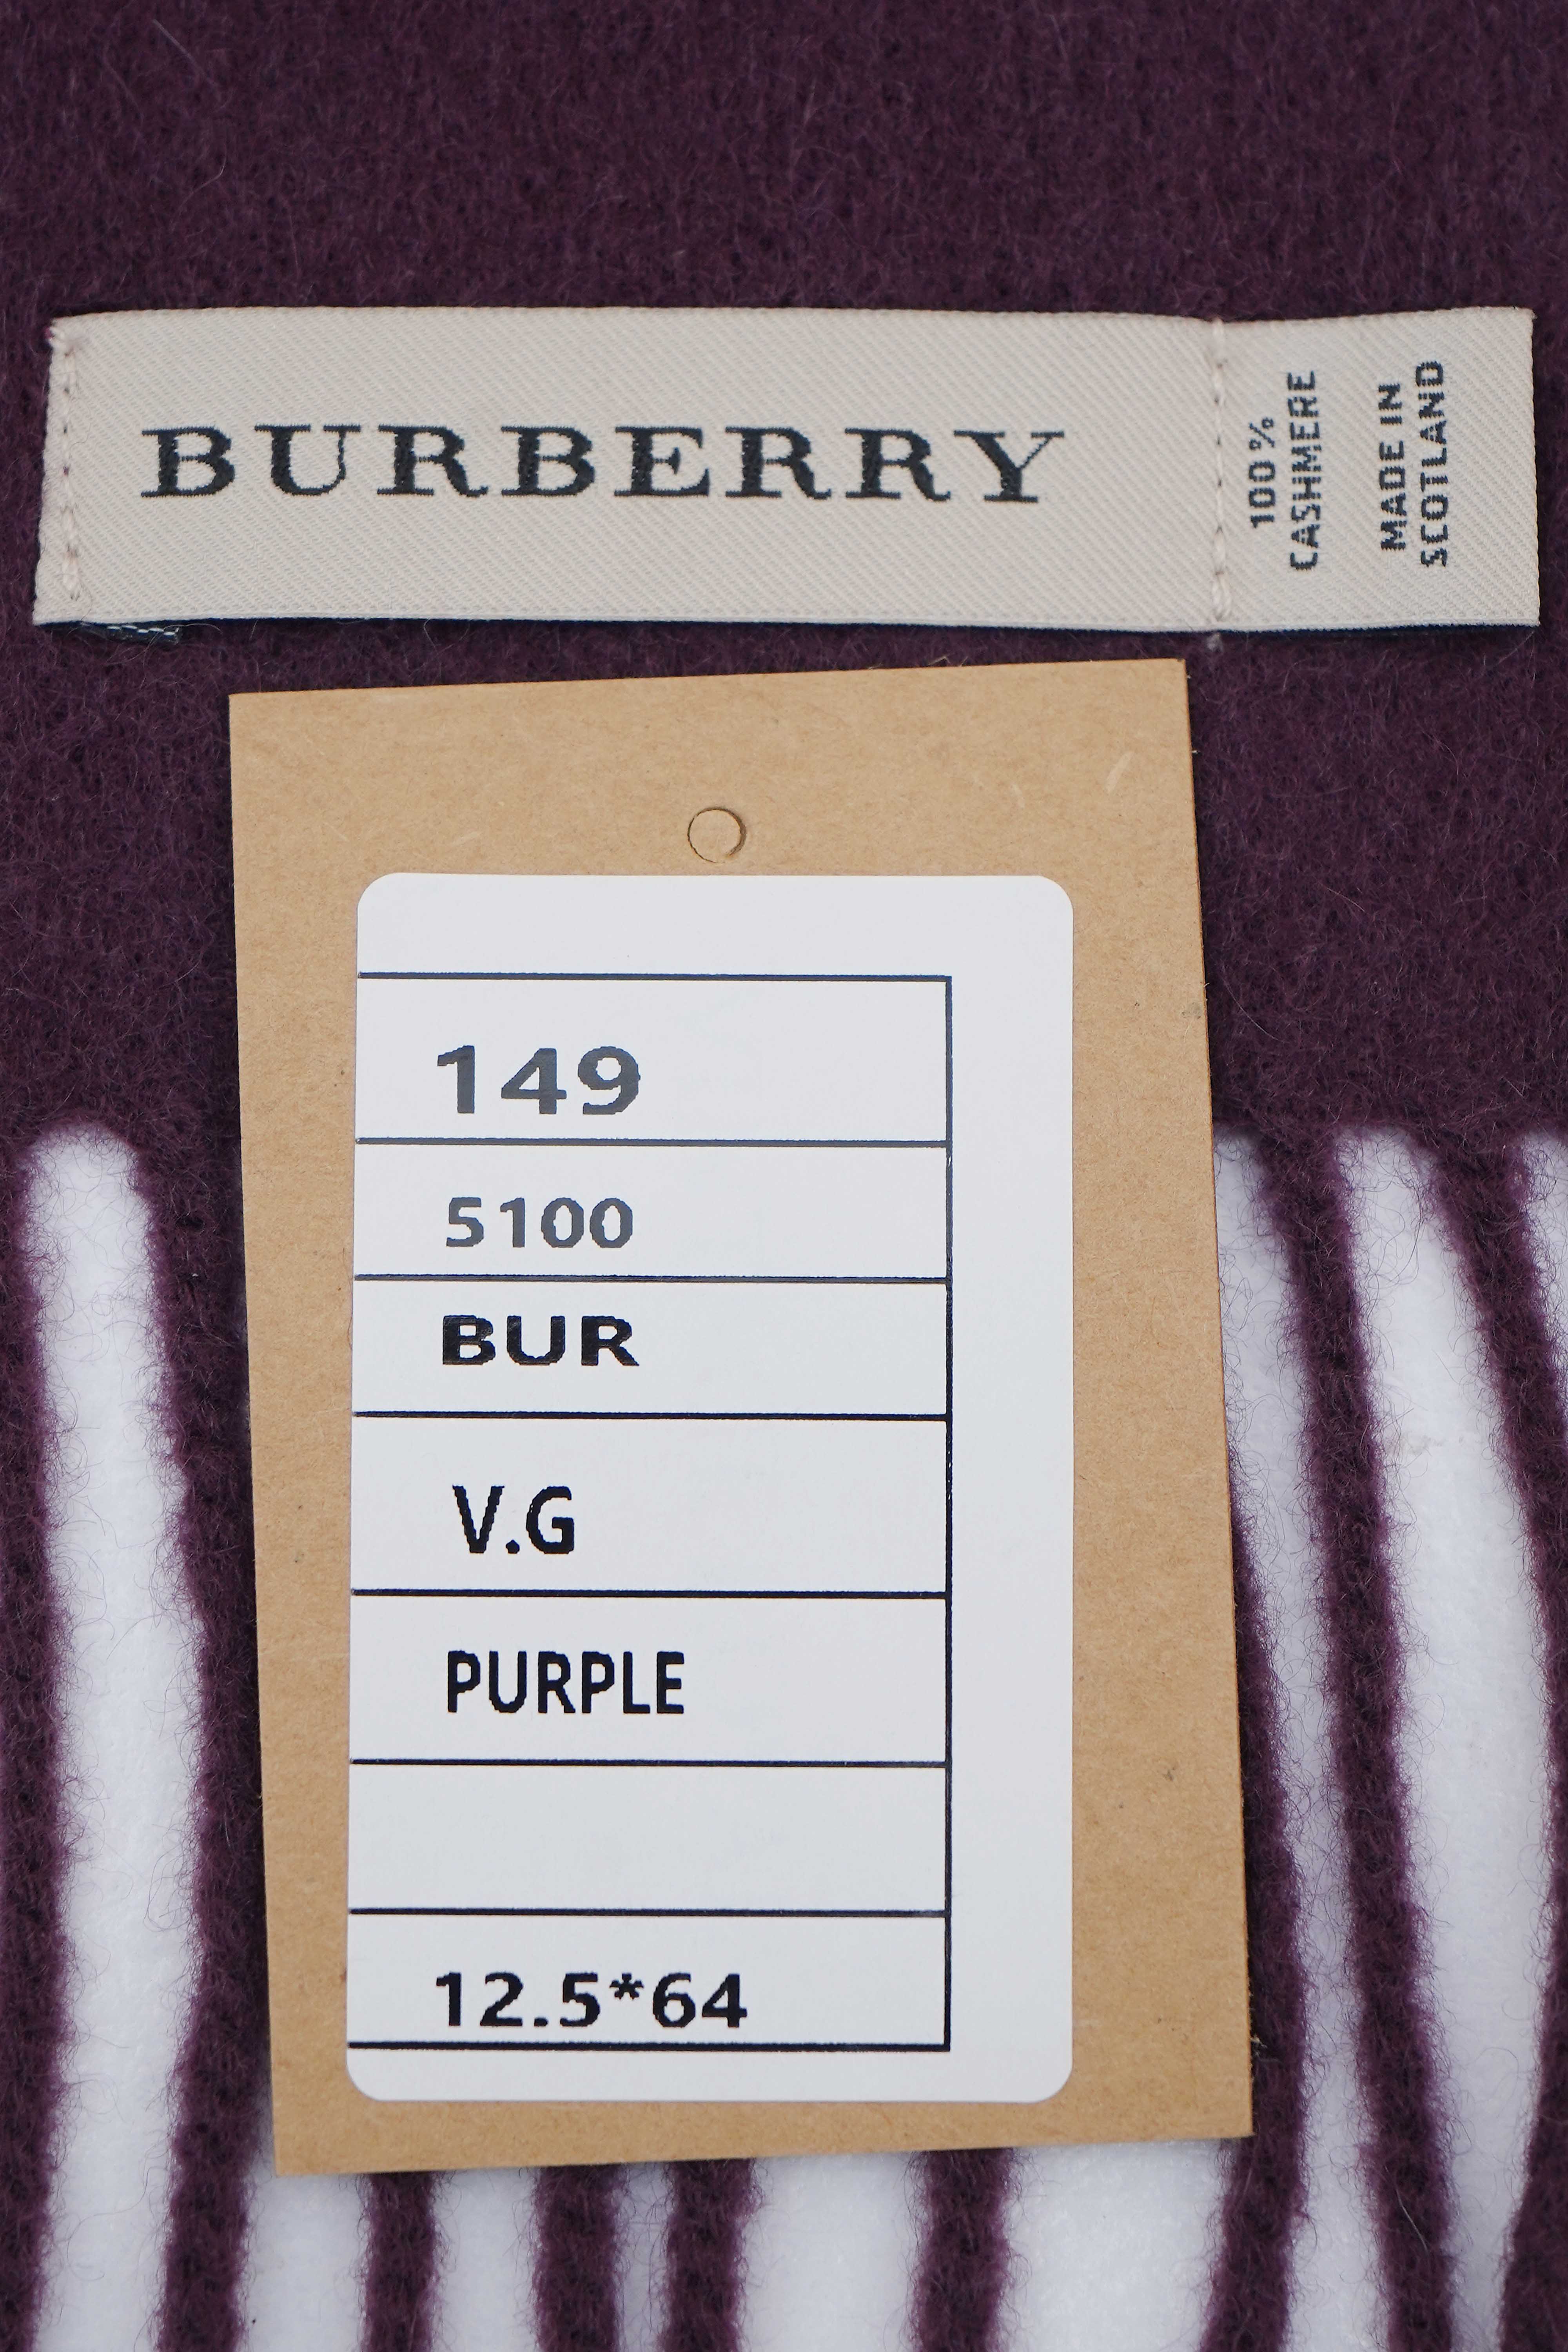 BURBERRY
100%
CASHMERE
MADE IN
SCOTLAND
149
5100
BUR
V.G
PURPLE
12.5*64